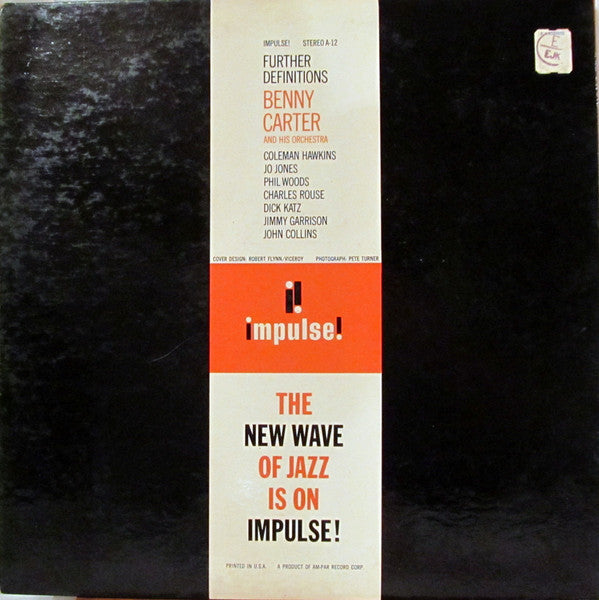 IMPULSE! STEREO A-12
FURTHER
DEFINITIONS
BENNY
CARTER
AND HIS ORCHESTRA
COLEMAN HAWKINS
JO JONES
PHIL WOODS
CHARLES ROUSE
DICK KATZ
JIMMY GARRISON
JOHN COLLINS
COVER DESIGN: ROBERT FLYNN/VICEROY PHOTOGRAPH: PETE TURNER
i!
impulse!
THE
NEW WAVE
OF JAZZ
IS ON
IMPULSE!
PRINTED IN U.S.A. A PRODUCT OF AM-PAR RECORD CORP.
E
EJK